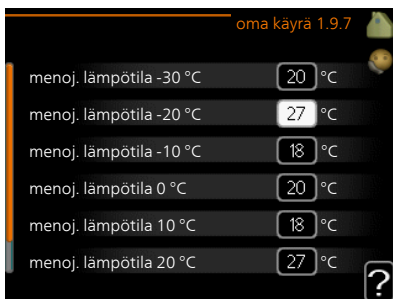 oma käyrä 1.9.7
menoj. lämpötila -30 °C 20 °C
menoj. lämpötila -20 °C 27 °C
menoj. lämpötila -10 °C 18 °C
menoj. lämpötila 0 °C 20 °C
menoj. lämpötila 10 °C 18 °C
menoj. lämpötila 20 °C 27 °C
?